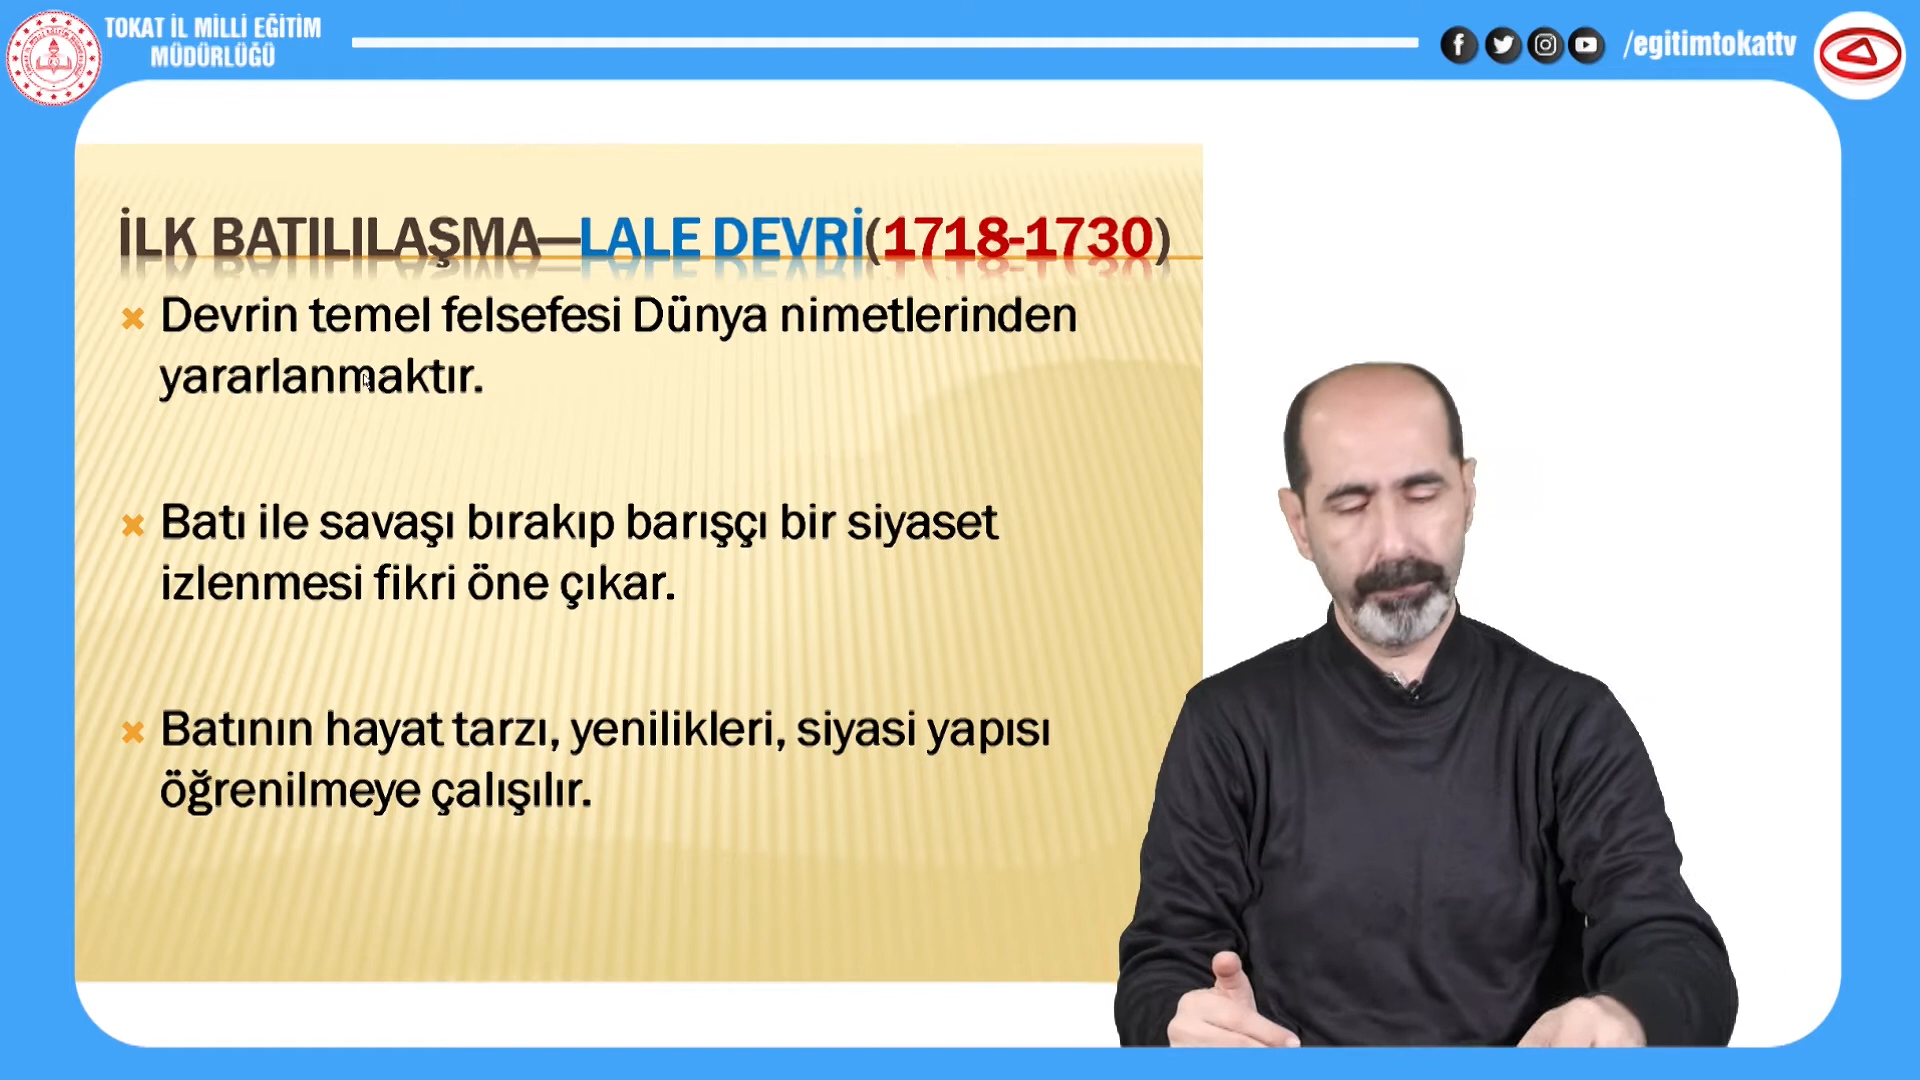 TOKAT İL MİLLİ EĞİTİM
MÜDÜRLÜĞÜ
/egitimtokattv
İLK BATILILAŞMA—LALE DEVRİ(1718-1730)
Devrin temel felsefesi Dünya nimetlerinden
yararlanmaktır.
Batı ile savaşı bırakıp barışçı bir siyaset
izlenmesi fikri öne çıkar.
Batının hayat tarzı, yenilikleri, siyasi yapısı
öğrenilmeye çalışılır.